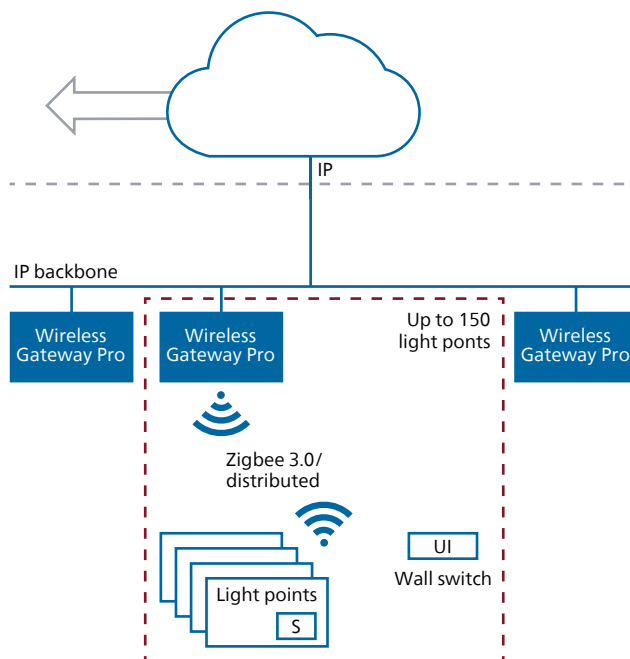 IP
IP backbone
Wireless
Gateway Pro
Wireless
Gateway Pro
Up to 150
light ponts
Wireless
Gateway Pro
Zigbee 3.0/
distributed
UI
Wall switch
Light points
S